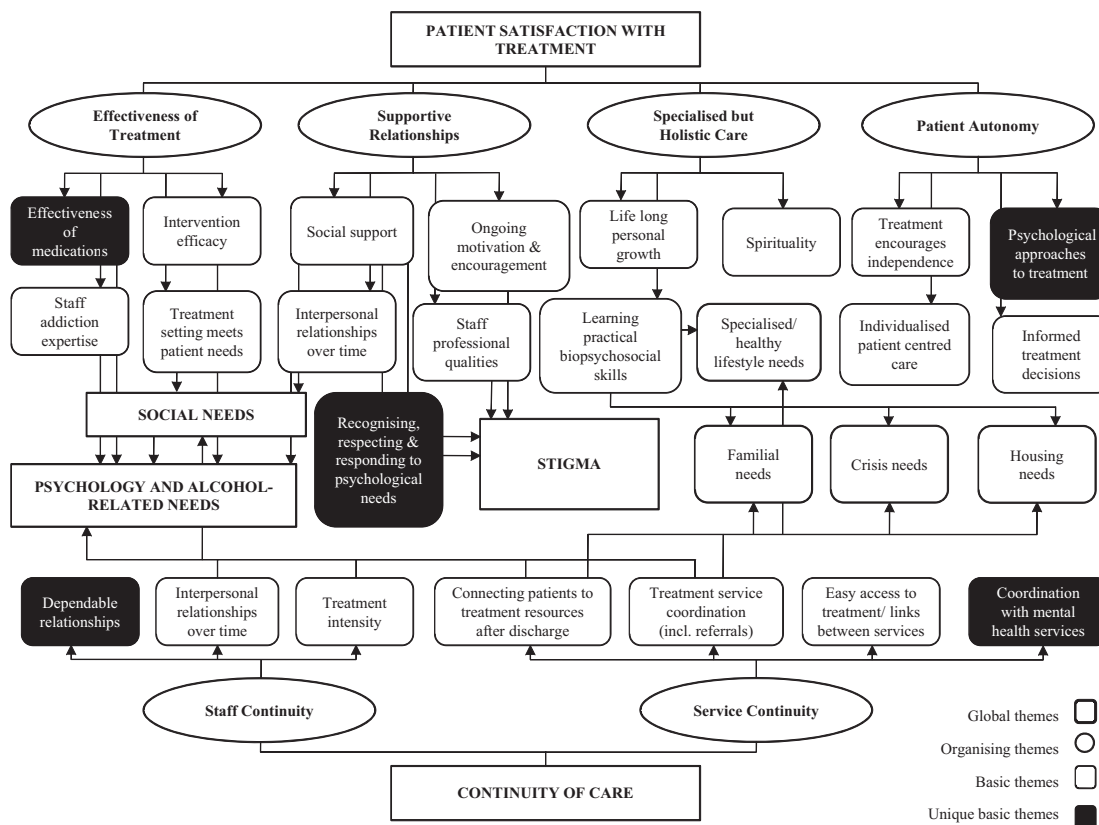 PATIENT SATISFACTION WITH
TREATMENT
Effectiveness of
Treatment
Supportive
Relationships
Specialised but
Holistic Care
Patient Autonomy
Effectiveness
of
medications
Intervention
efficacy
Social support
Ongoing
motivation &
encouragement
Life long
personal
growth
Spirituality
Treatment
encourages
independence
Psychological
approaches
to treatment
Staff
addiction
expertise
Treatment
setting meets
patient needs
Interpersonal
relationships
over time
Staff
professional
qualities
Learning
practical
biopsychosocial
skills
Specialised/
healthy
lifestyle needs
Individualised
patient centred
care
Informed
treatment
decisions
SOCIAL NEEDS
Recognising,
respecting &
responding to
psychological
needs
STIGMA
Familial
needs
Crisis needs
Housing
needs
PSYCHOLOGY AND ALCOHOL-
RELATED NEEDS
Dependable
relationships
Interpersonal
relationships
over time
Treatment
intensity
Connecting patients to
treatment resources
after discharge
Treatment service
coordination
(incl. referrals)
Easy access to
treatment/ links
between services
Coordination
with mental
health services
Staff Continuity
Service Continuity
CONTINUITY OF CARE
Global themes
Organising themes
Basic themes
Unique basic themes